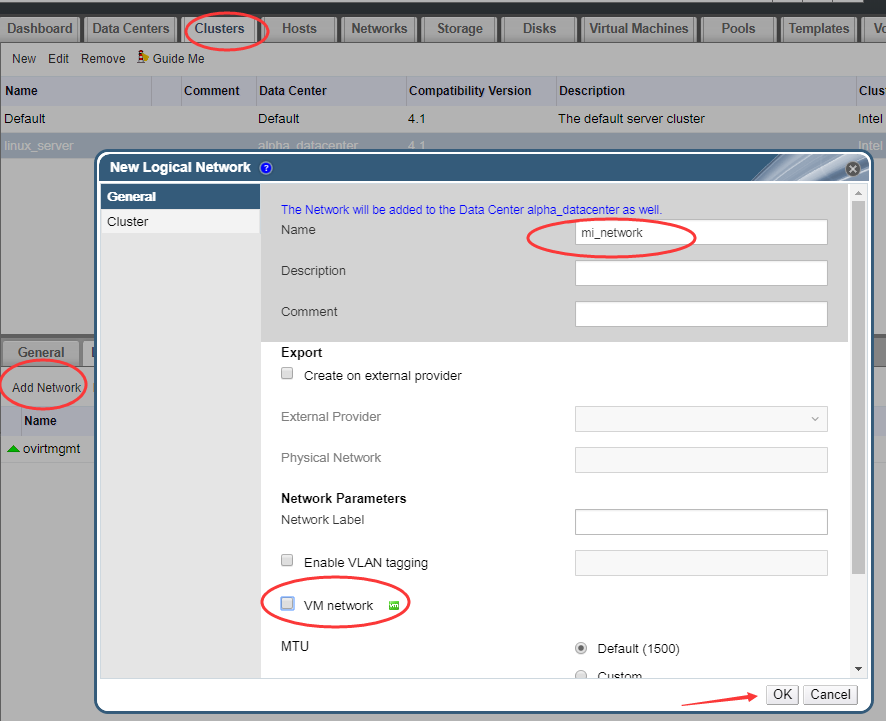 Dashboard Data Centers Clusters Hosts Networks Storage Disks Virtual Machines Pools Templates
New Edit Remove Guide Me
Name Comment Data Center Compatibility Version Description Clus
Default Default 4.1 The default server cluster Intel
linux_server alpha_datacenter 4.1 Intel
New Logical Network ?
General
Cluster
The Network will be added to the Data Center alpha_datacenter as well.
Name mi_network
Description
Comment
Export
Create on external provider
External Provider
Physical Network
Network Parameters
Network Label
Enable VLAN tagging
VM network
MTU Default (1500)
Custom
OK Cancel
General
Add Network
Name
ovirtmgmt